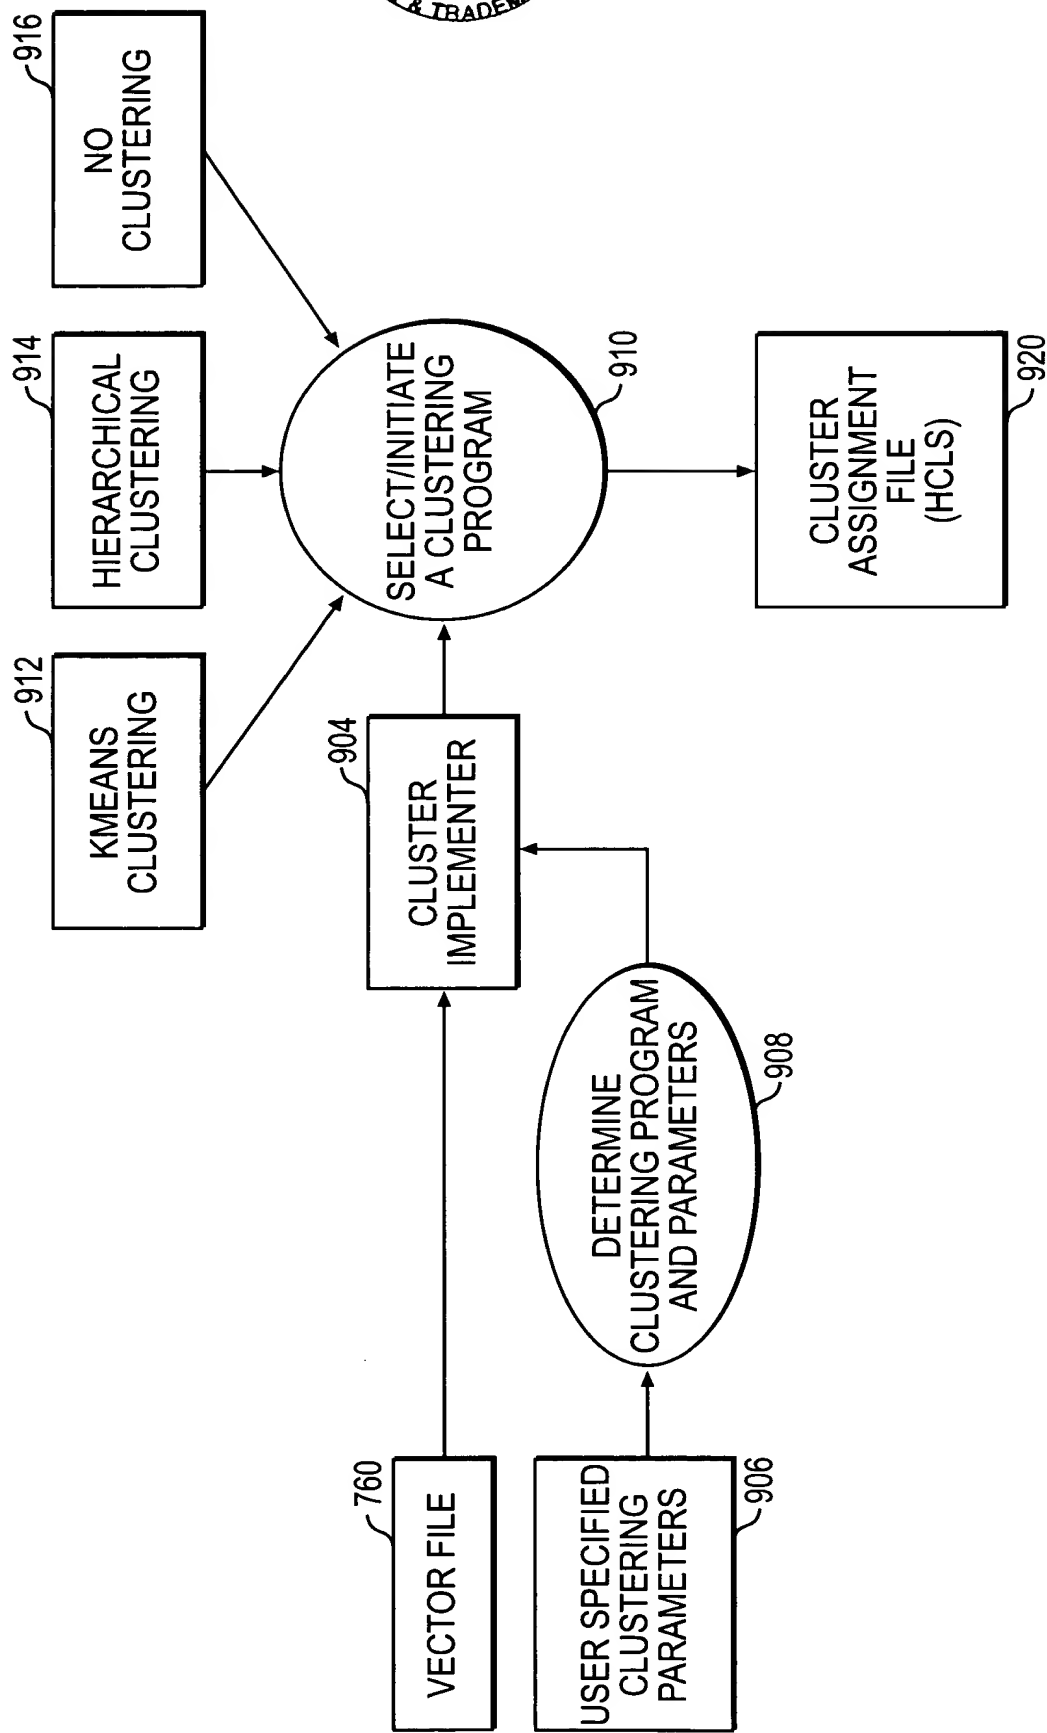 & TRADEM
916
NO
CLUSTERING
914
HIERARCHICAL
CLUSTERING
912
KMEANS
CLUSTERING
SELECT/INITIATE
A CLUSTERING
PROGRAM
910
904
CLUSTER
IMPLEMENTER
CLUSTER
ASSIGNMENT
FILE
(HCLS)
920
DETERMINE
CLUSTERING PROGRAM
AND PARAMETERS
908
760
VECTOR FILE
USER SPECIFIED
CLUSTERING
PARAMETERS
906